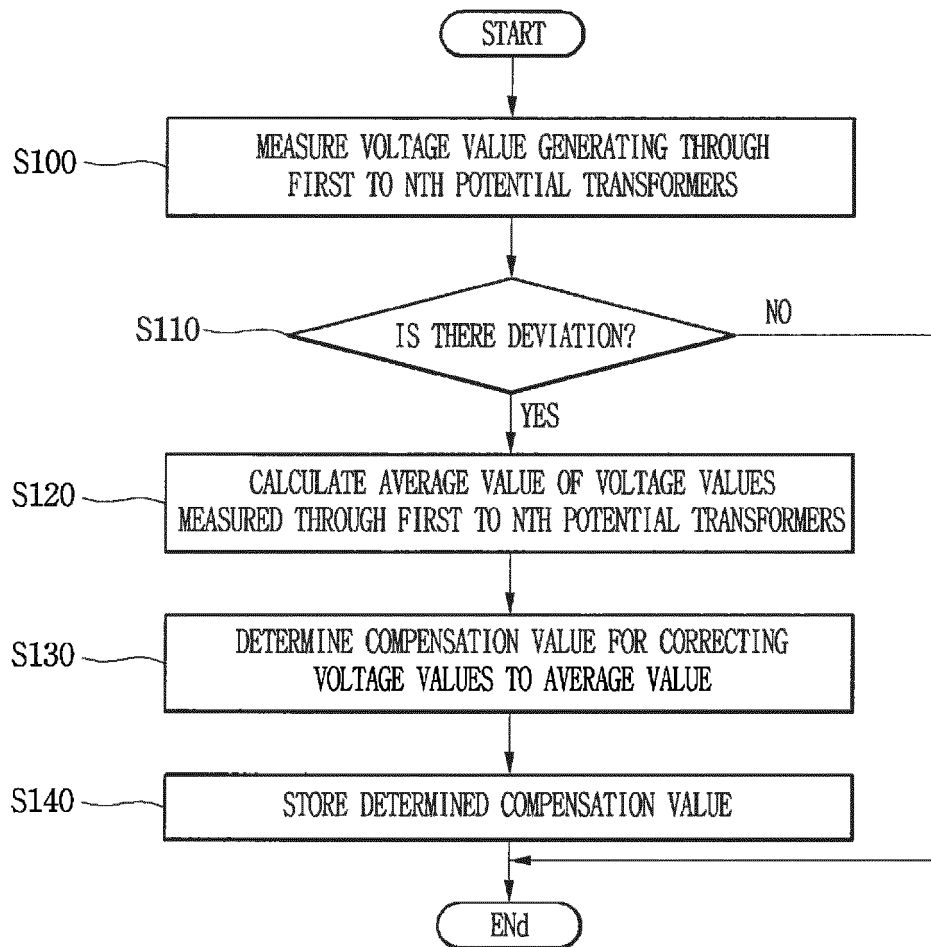 START
S100
MEASURE VOLTAGE VALUE GENERATING THROUGH
FIRST TO NTH POTENTIAL TRANSFORMERS
S110
IS THERE DEVIATION?
NO
YES
S120
CALCULATE AVERAGE VALUE OF VOLTAGE VALUES
MEASURED THROUGH FIRST TO NTH POTENTIAL TRANSFORMERS
S130
DETERMINE COMPENSATION VALUE FOR CORRECTING
VOLTAGE VALUES TO AVERAGE VALUE
S140
STORE DETERMINED COMPENSATION VALUE
ENd